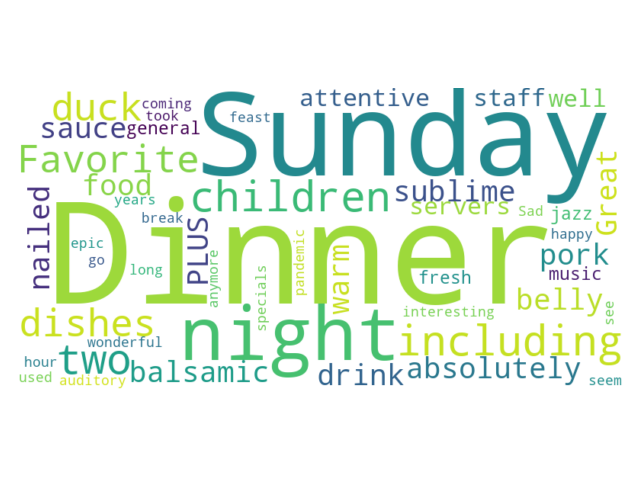 duck coming Sunday attentive staff well
took feast
sauce general
Favorite
food children sublime Great
nailed years servers Sad jazz
break PLUS
Dinner happy
epic warm pork
go pandemic music
long anymore fresh
specials belly
dishes night interesting see
wonderful including
two
hour balsamic drink absolutely
used auditory seem